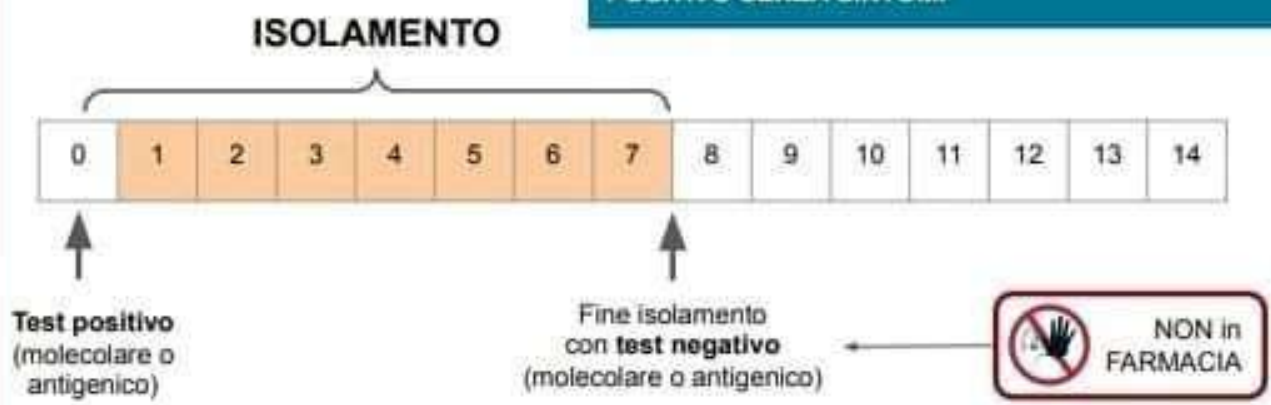 ISOLAMENTO
0 1 2 3 4 5 6 7 8 9 10 11 12 13 14
Test positivo
(molecolare o
antigenico)
Fine isolamento
con test negativo
(molecolare o antigenico)
NON in
FARMACIA